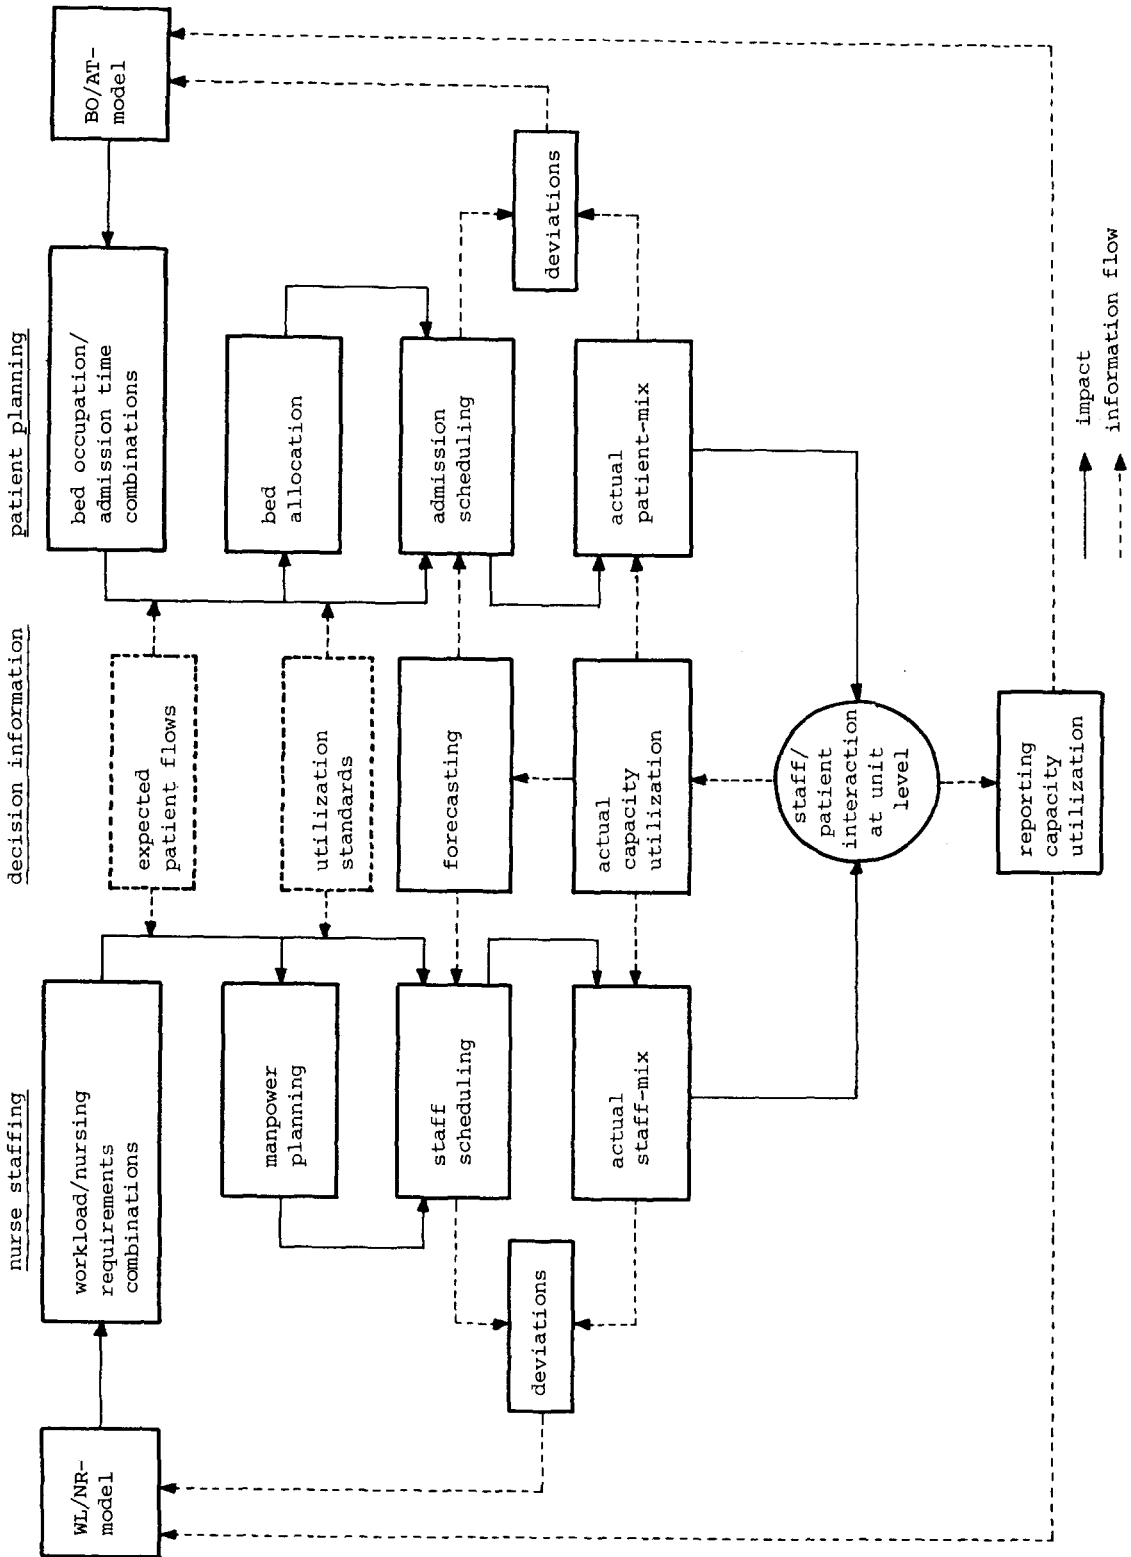 nurse staffing
decision information
patient planning
WL/NR-
model
workload/nursing
requirements
combinations
expected
patient flows
bed occupation/
admission time
combinations
BO/AT-
model
manpower
planning
utilization
standards
bed
allocation
staff
scheduling
forecasting
admission
scheduling
deviations
deviations
actual
staff-mix
actual
capacity
utilization
actual
patient-mix
staff/
patient
interaction
at unit
level
reporting
capacity
utilization
impact
information flow